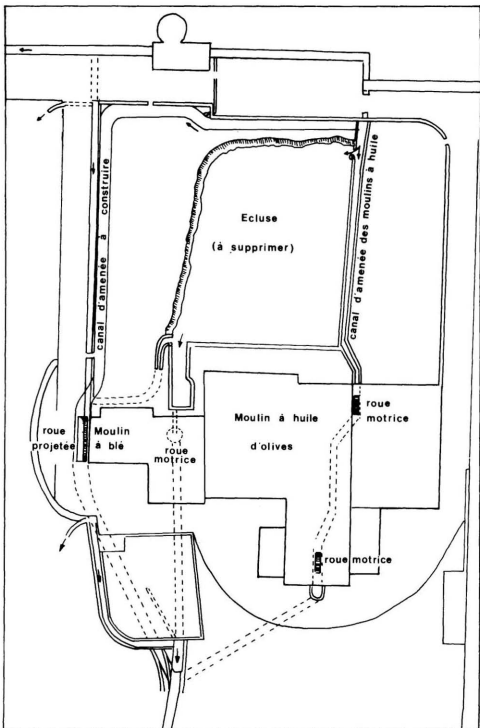 Ecluse
(à supprimer)
canal d'amenée à construire
canal d'amenée des moulins à huile
roue
motrice
roue
projetée
Moulin
à blé
roue
motrice
Moulin à huile
d'olives
roue motrice